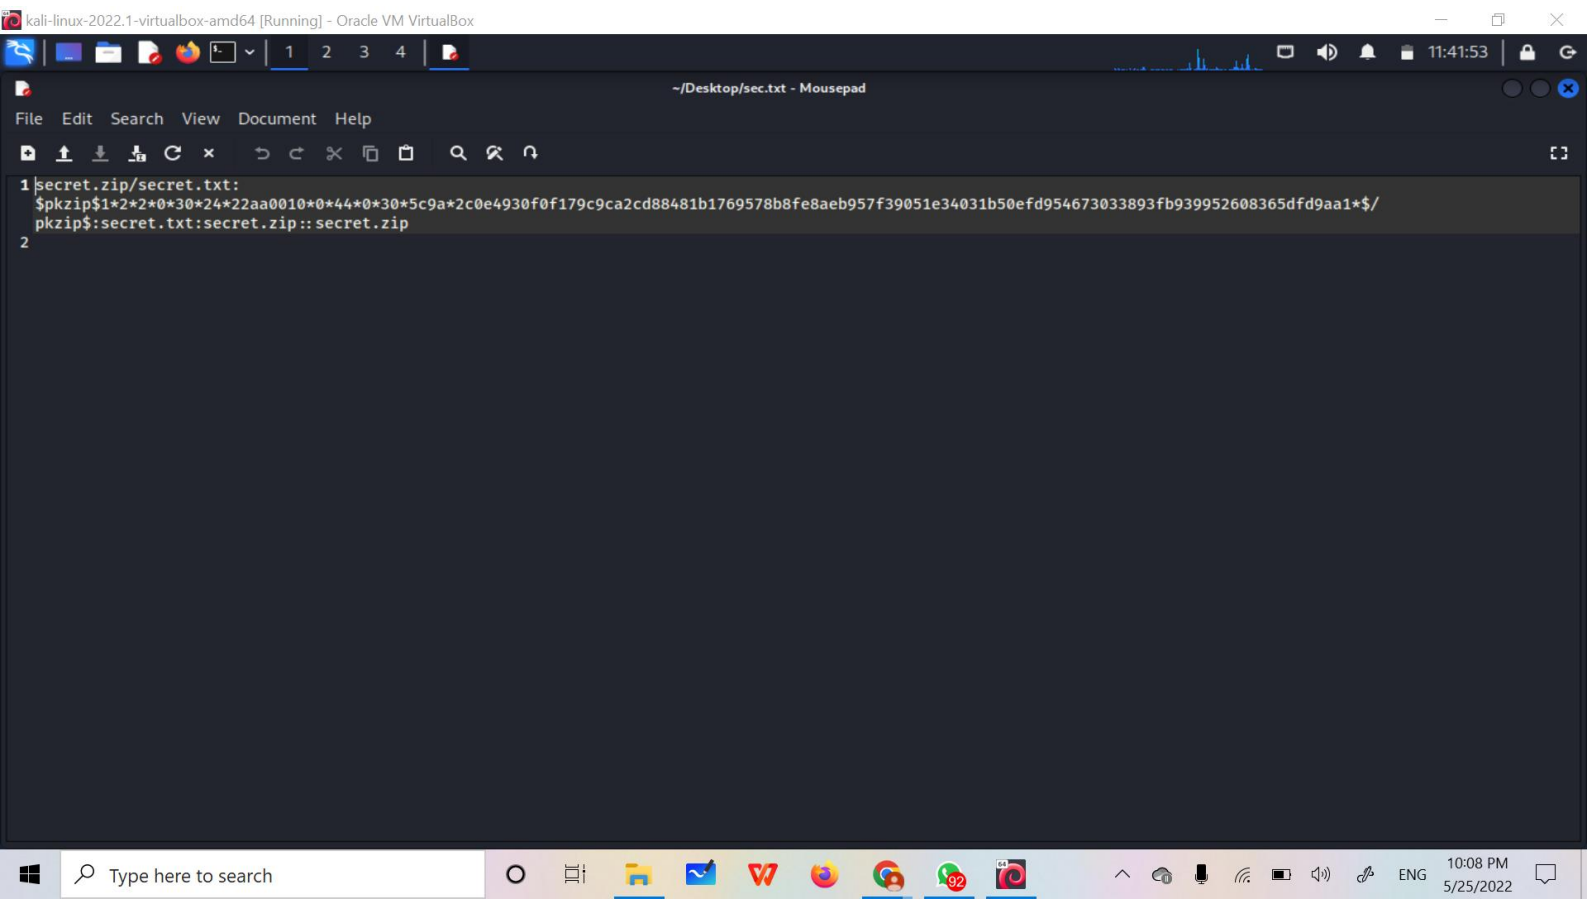 kali-linux-2022.1-virtualbox-amd64 [Running] - Oracle VM VirtualBox
1 2 3 4
11:41:53
~/Desktop/sec.txt - Mousepad
File Edit Search View Document Help
1 secret.zip/secret.txt:
$pkzip$1*2*2*0*30*24*22aa0010*0*44*0*30*5c9a*2c0e4930f0f179c9ca2cd88481b1769578b8fe8aeb957f39051e34031b50efd954673033893fb939952608365dfd9aa1*$/
pkzip$:secret.txt:secret.zip::secret.zip
2
Type here to search
92
64
ENG
10:08 PM
5/25/2022